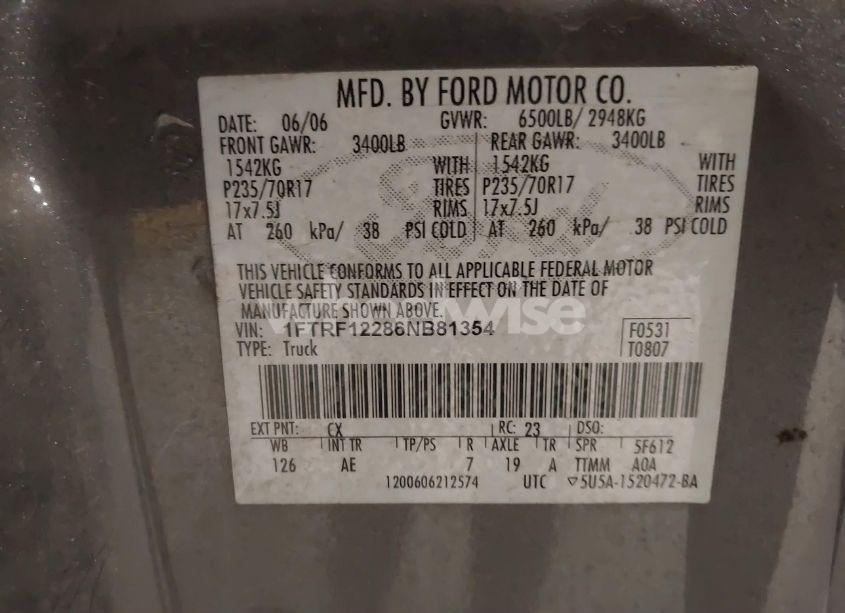 MFD. BY FORD MOTOR CO.
DATE: 06/06 GVWR: 6500LB/ 2948KG
FRONT GAWR: 3400LB REAR GAWR: 3400LB
1542KG WITH 1542KG WITH
P235/70R17 TIRES P235/70R17 TIRES
17x7.5J RIMS 17x7.5J RIMS
AT 260 kPa/ 38 PSI COLD AT 260 kPa/ 38 PSI COLD
THIS VEHICLE CONFORMS TO ALL APPLICABLE FEDERAL MOTOR
VEHICLE SAFETY STANDARDS IN EFFECT ON THE DATE OF
MANUFACTURE SHOWN ABOVE.
VIN: 1FTRF12286NB81354 F0531
TYPE: Truck T0807
EXT PNT: CX RC: 23 DSO:
WB INT TR TP/PS R AXLE TR SPR 5F612
126 AE 7 19 A TTMM A0A
1200606212574 UTC ▽5U5A-1520472-BA